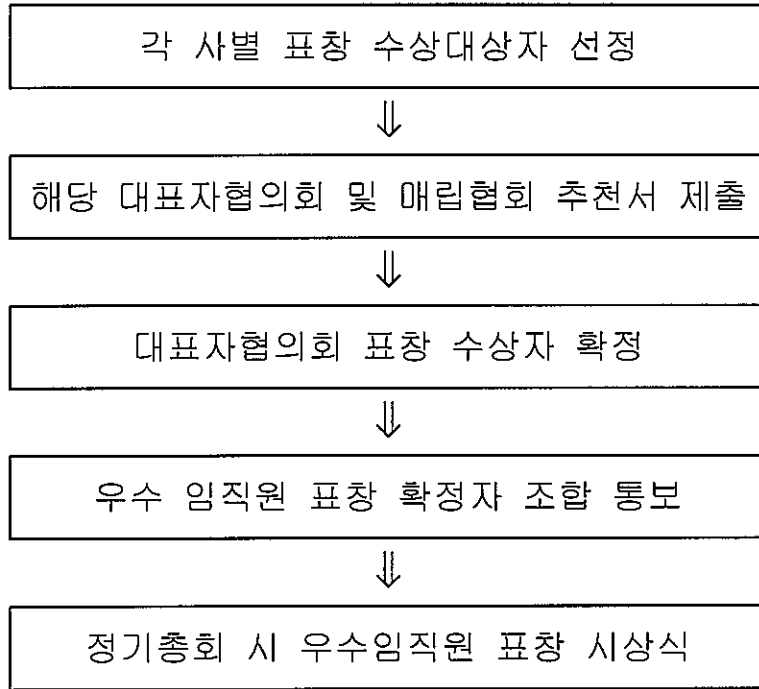 각 사별 표창 수상대상자 선정
⇓
해당 대표자협의회 및 매립협회 추천서 제출
⇓
대표자협의회 표창 수상자 확정
⇓
우수 임직원 표창 확정자 조합 통보
⇓
정기총회 시 우수임직원 표창 시상식